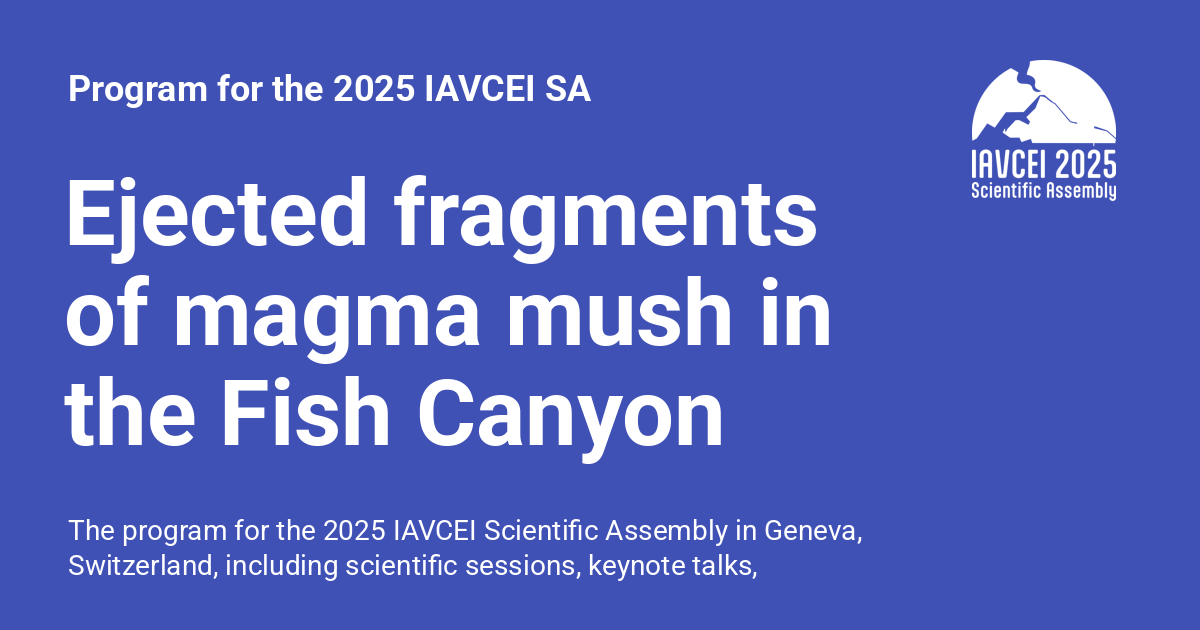 Program for the 2025 IAVCEI SA
IAVCEI 2025
Scientific Assembly
Ejected fragments
of magma mush in
the Fish Canyon
The program for the 2025 IAVCEI Scientific Assembly in Geneva,
Switzerland, including scientific sessions, keynote talks,